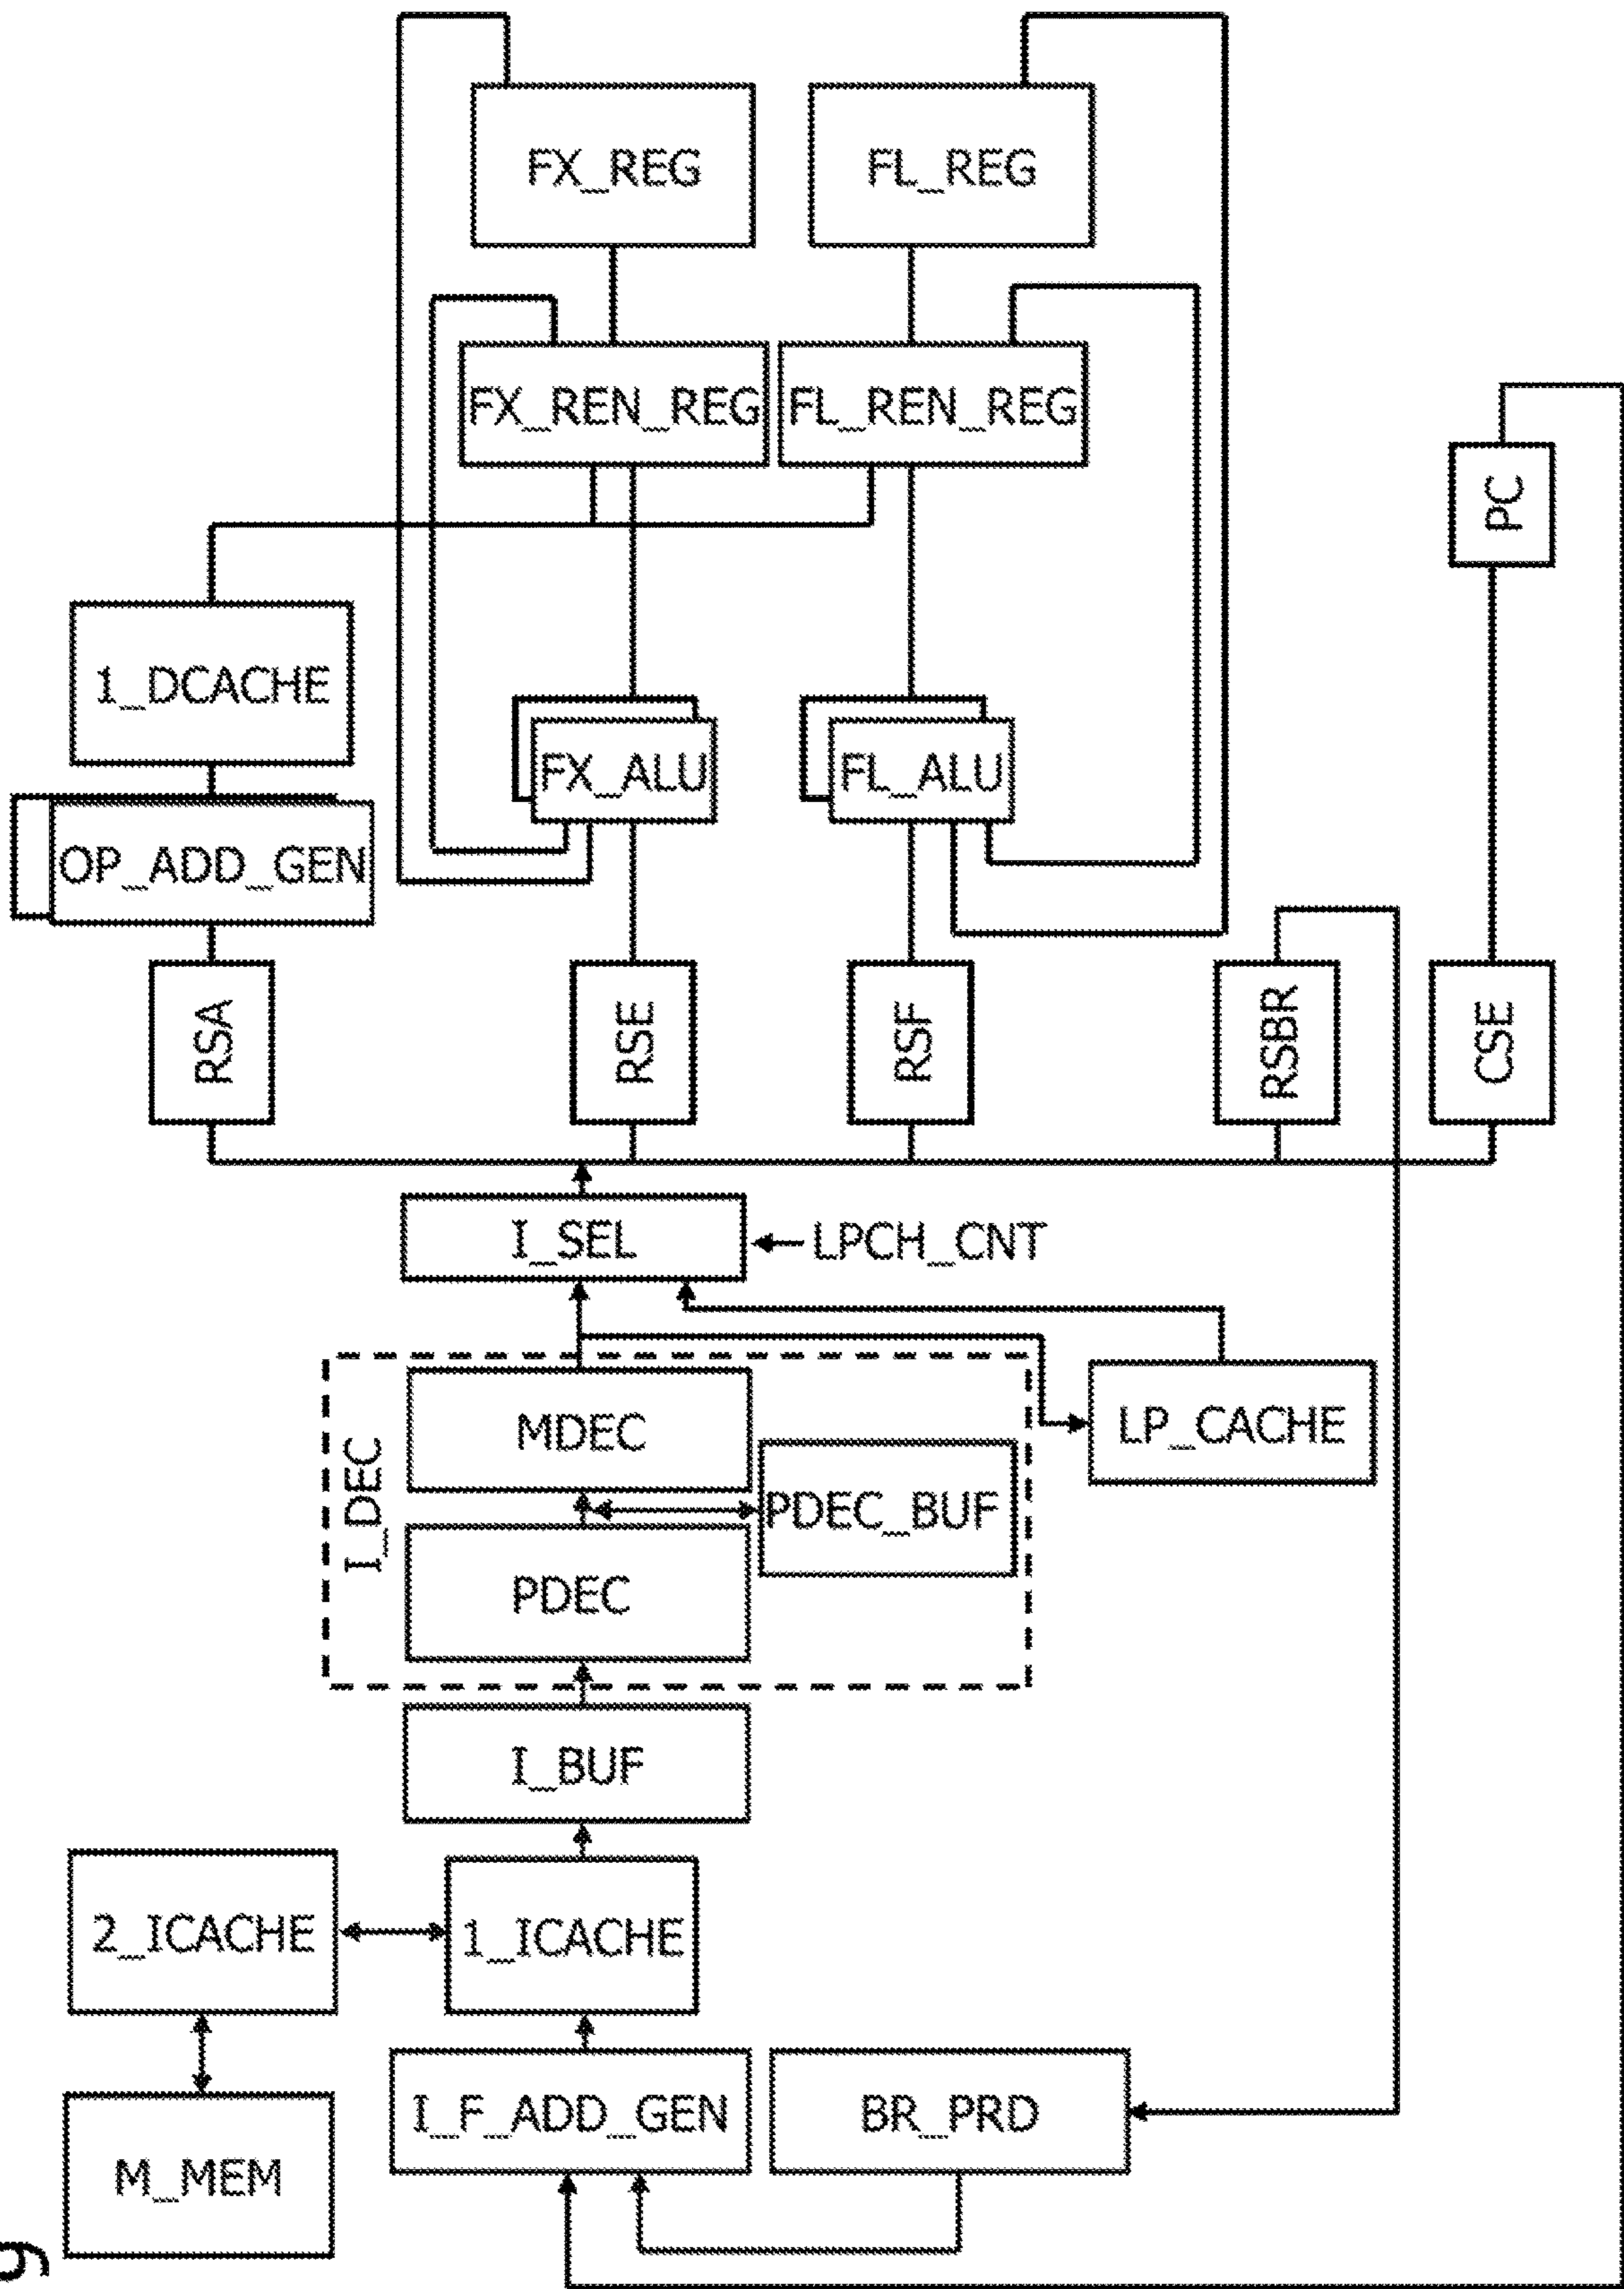 FX_REG
FL_REG
FX_REN_REG
FL_REN_REG
PC
1_DCACHE
FX_ALU
FL_ALU
OP_ADD_GEN
RSA
RSE
RSF
RSBR
CSE
I_SEL
LPCH_CNT
MDEC
LP_CACHE
I_DEC
PDEC_BUF
PDEC
I_BUF
2_ICACHE
1_ICACHE
I_F_ADD_GEN
BR_PRD
M_MEM
g